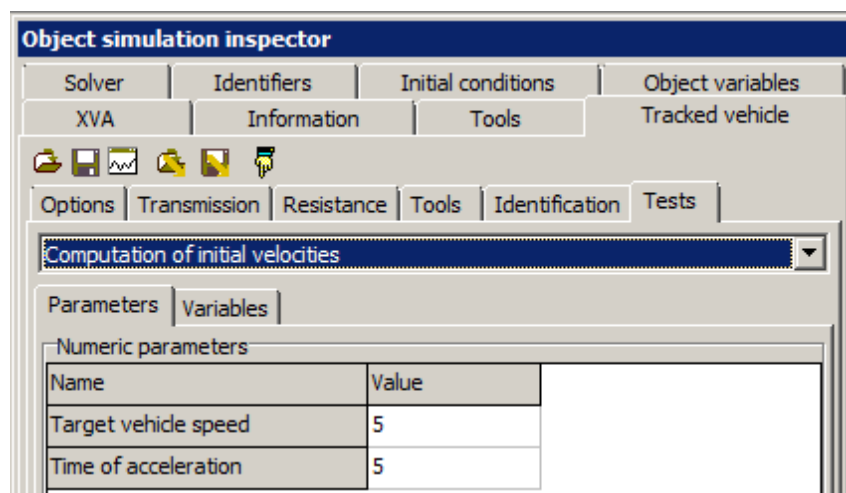 Object simulation inspector
Solver Identifiers Initial conditions Object variables
XVA Information Tools Tracked vehicle
Options Transmission Resistance Tools Identification Tests
Computation of initial velocities
Parameters Variables
Numeric parameters
Name Value
Target vehicle speed 5
Time of acceleration 5